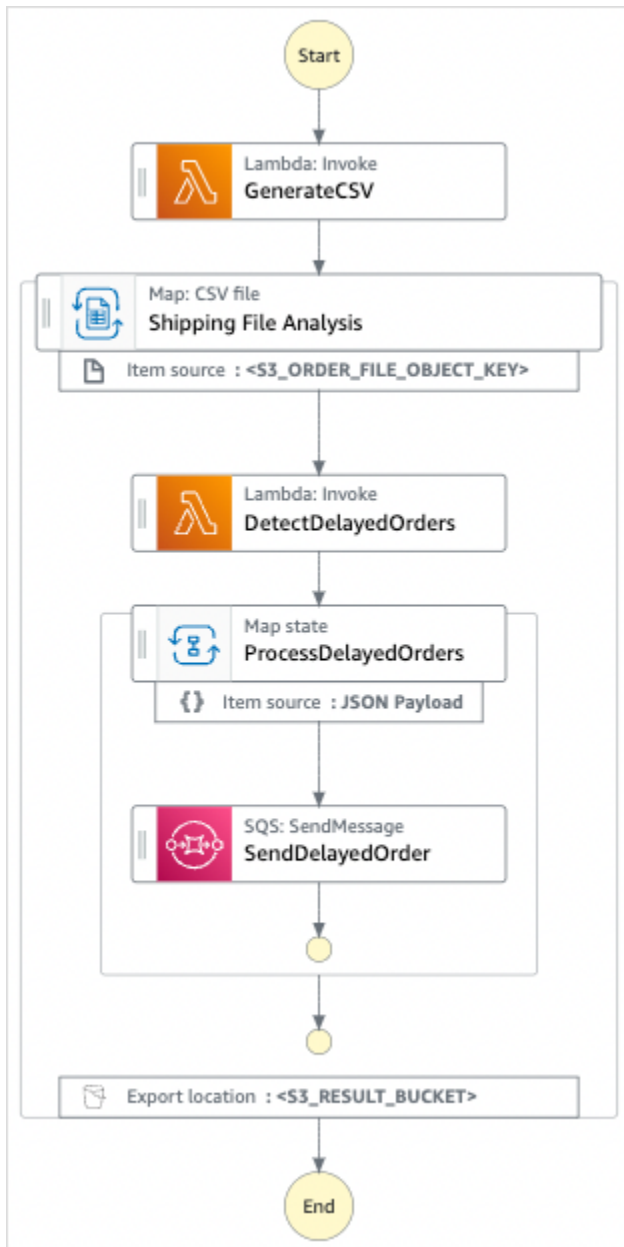 Start
Lambda: Invoke
GenerateCSV
Map: CSV file
Shipping File Analysis
Item source : <S3_ORDER_FILE_OBJECT_KEY>
Lambda: Invoke
DetectDelayedOrders
Map state
ProcessDelayedOrders
{} Item source : JSON Payload
SQS: SendMessage
SendDelayedOrder
Export location : <S3_RESULT_BUCKET>
End